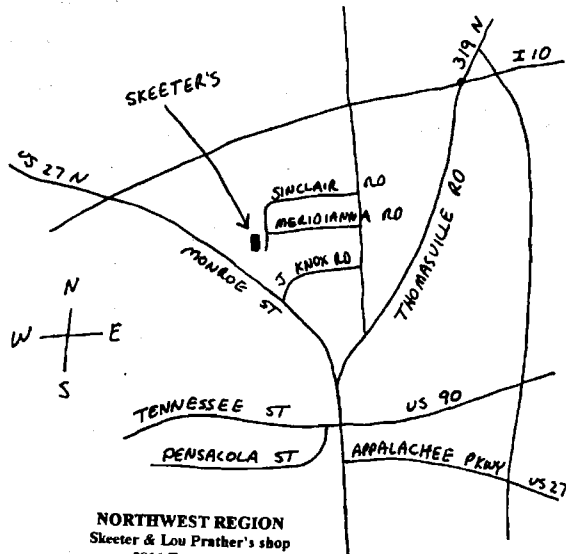 319 N
I 10
SKEETER'S
US 27 N
SINCLAIR RD
MERIDIANNA RD
J KNOX RD
MONROE ST
THOMASVILLE RD
N
W E
S
TENNESSEE ST
US 90
PENSACOLA ST
APPALACHEE PKWY
US 27
NORTHWEST REGION
Skeeter & Lou Prather's shop